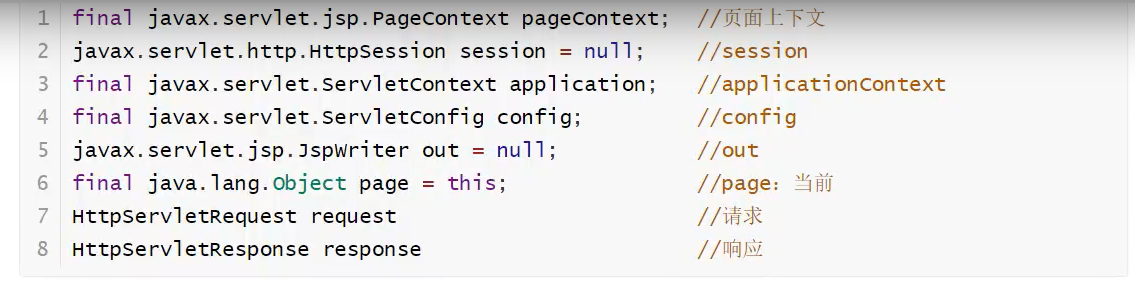 1 final javax.servlet.jsp.PageContext pageContext; //页面上下文
2 javax.servlet.http.HttpSession session = null; //session
3 final javax.servlet.ServletContext application; //applicationContext
4 final javax.servlet.ServletConfig config; //config
5 javax.servlet.jsp.JspWriter out = null; //out
6 final java.lang.Object page = this; //page：当前
7 HttpServletRequest request //请求
8 HttpServletResponse response //响应